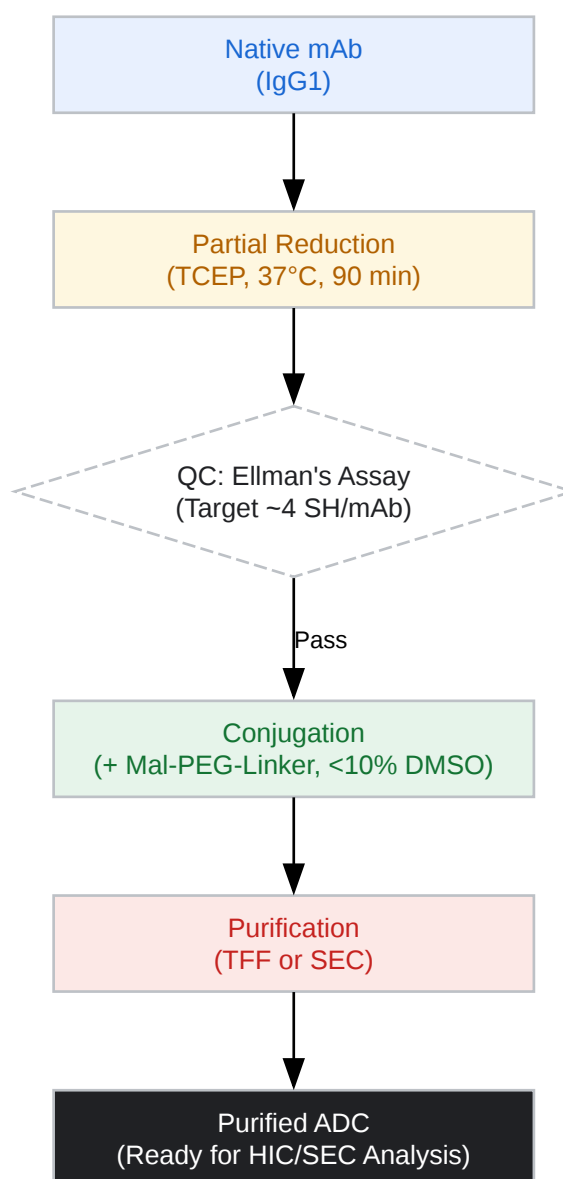 Native mAb
(IgG1)
Partial Reduction
(TCEP, 37°C, 90 min)
QC: Ellman's Assay
(Target ~4 SH/mAb)
Pass
Conjugation
(+ Mal-PEG-Linker, <10% DMSO)
Purification
(TFF or SEC)
Purified ADC
(Ready for HIC/SEC Analysis)